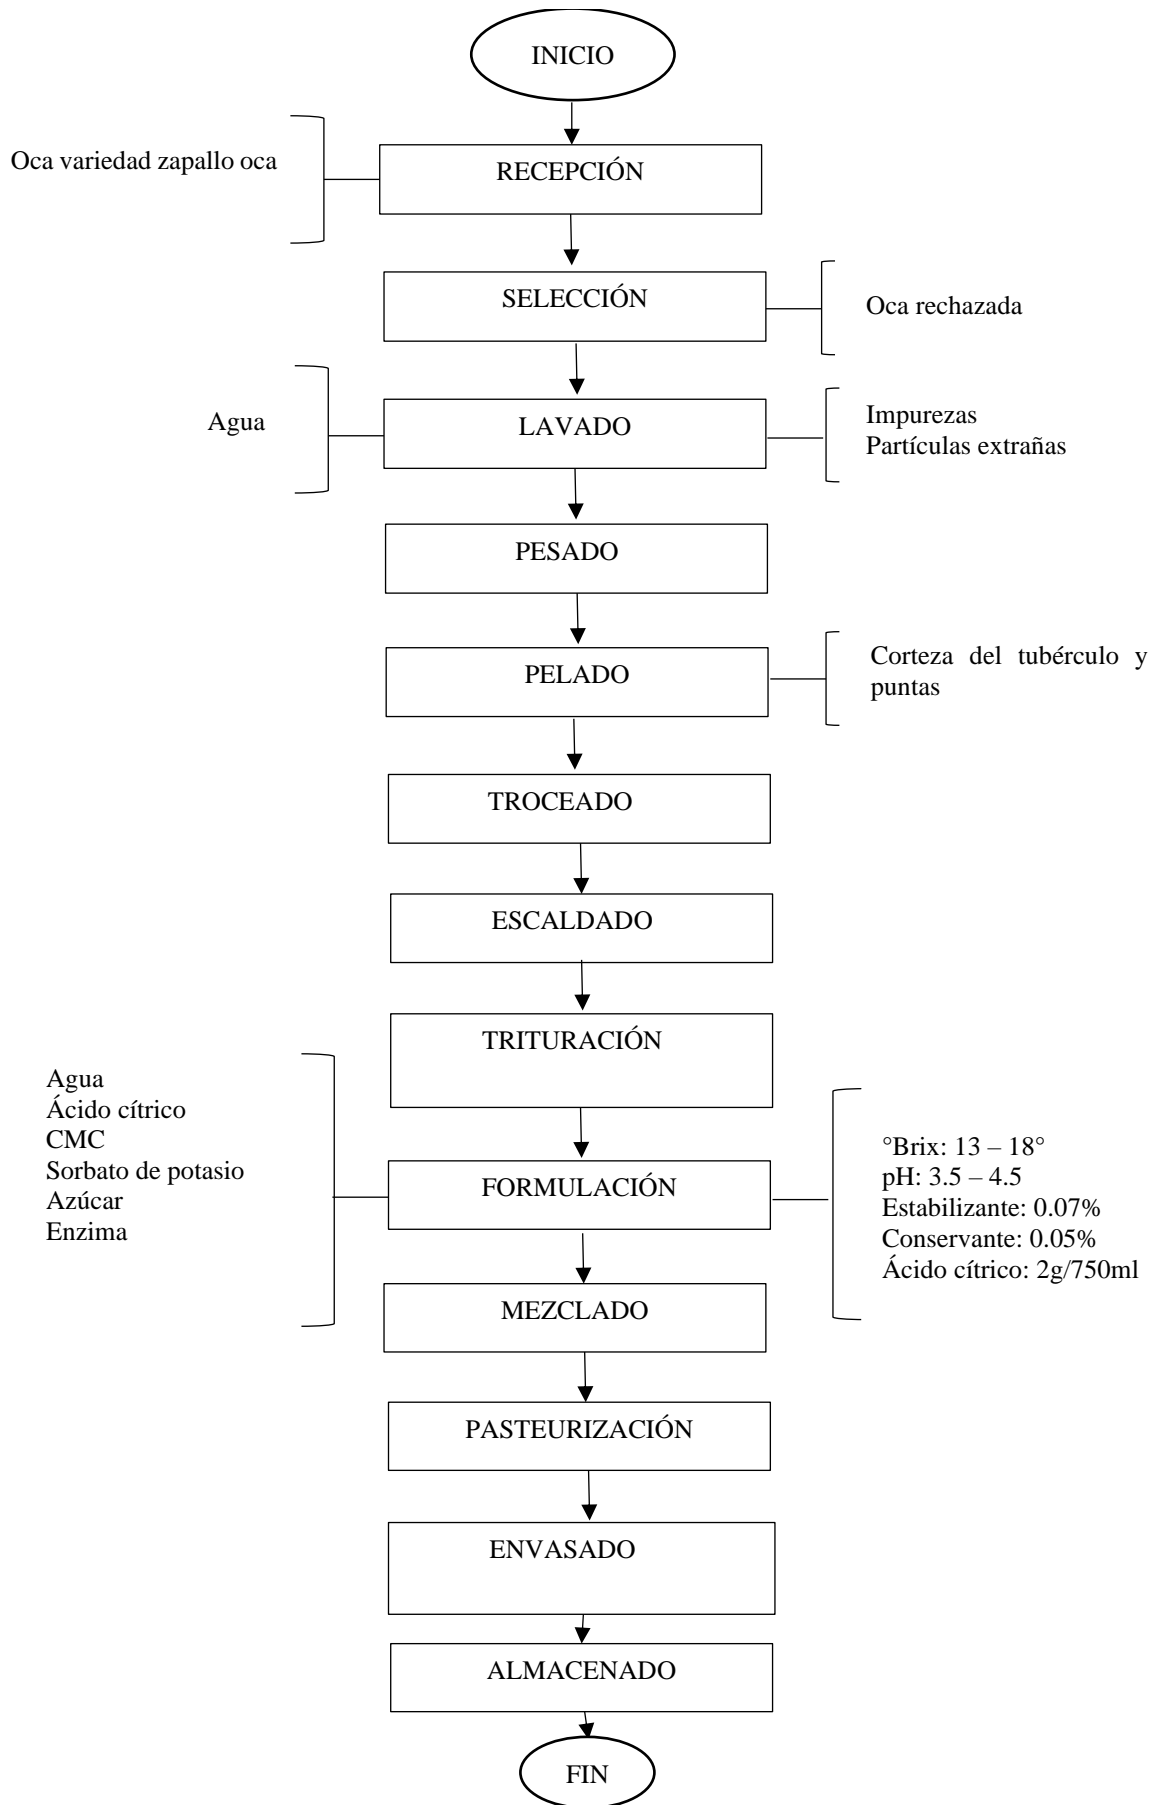 INICIO
Oca variedad zapallo oca
RECEPCIÓN
SELECCIÓN
Oca rechazada
Agua
LAVADO
Impurezas
Partículas extrañas
PESADO
PELADO
Corteza del tubérculo y
puntas
TROCEADO
ESCALDADO
TRITURACIÓN
Agua
Ácido cítrico
CMC
Sorbato de potasio
Azúcar
Enzima
FORMULACIÓN
°Brix: 13 – 18°
pH: 3.5 – 4.5
Estabilizante: 0.07%
Conservante: 0.05%
Ácido cítrico: 2g/750ml
MEZCLADO
PASTEURIZACIÓN
ENVASADO
ALMACENADO
FIN